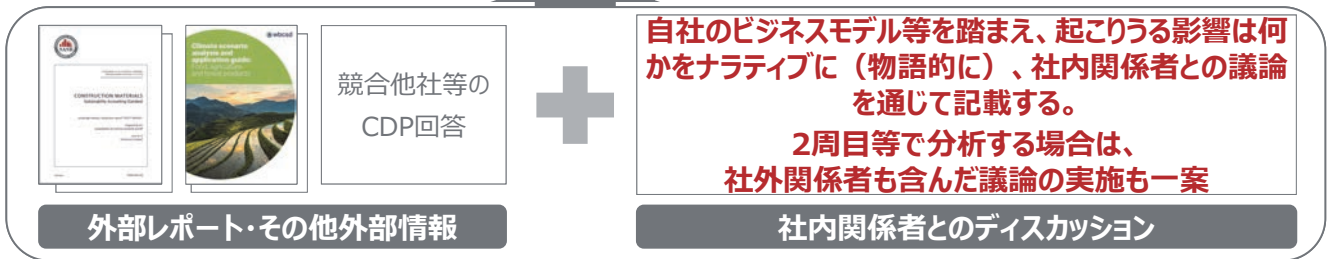 CONSTRUCTION MATERIALS
Sustainability Accounting Standard
wbcsd
Climate scenario
analysis and
application guide:
Food, agriculture
and forest products
競合他社等の
CDP回答
自社のビジネスモデル等を踏まえ、起こりうる影響は何
かをナラティブに（物語的に）、社内関係者との議論
を通じて記載する。
2周目等で分析する場合は、
社外関係者も含んだ議論の実施も一案
外部レポート・その他外部情報
社内関係者とのディスカッション